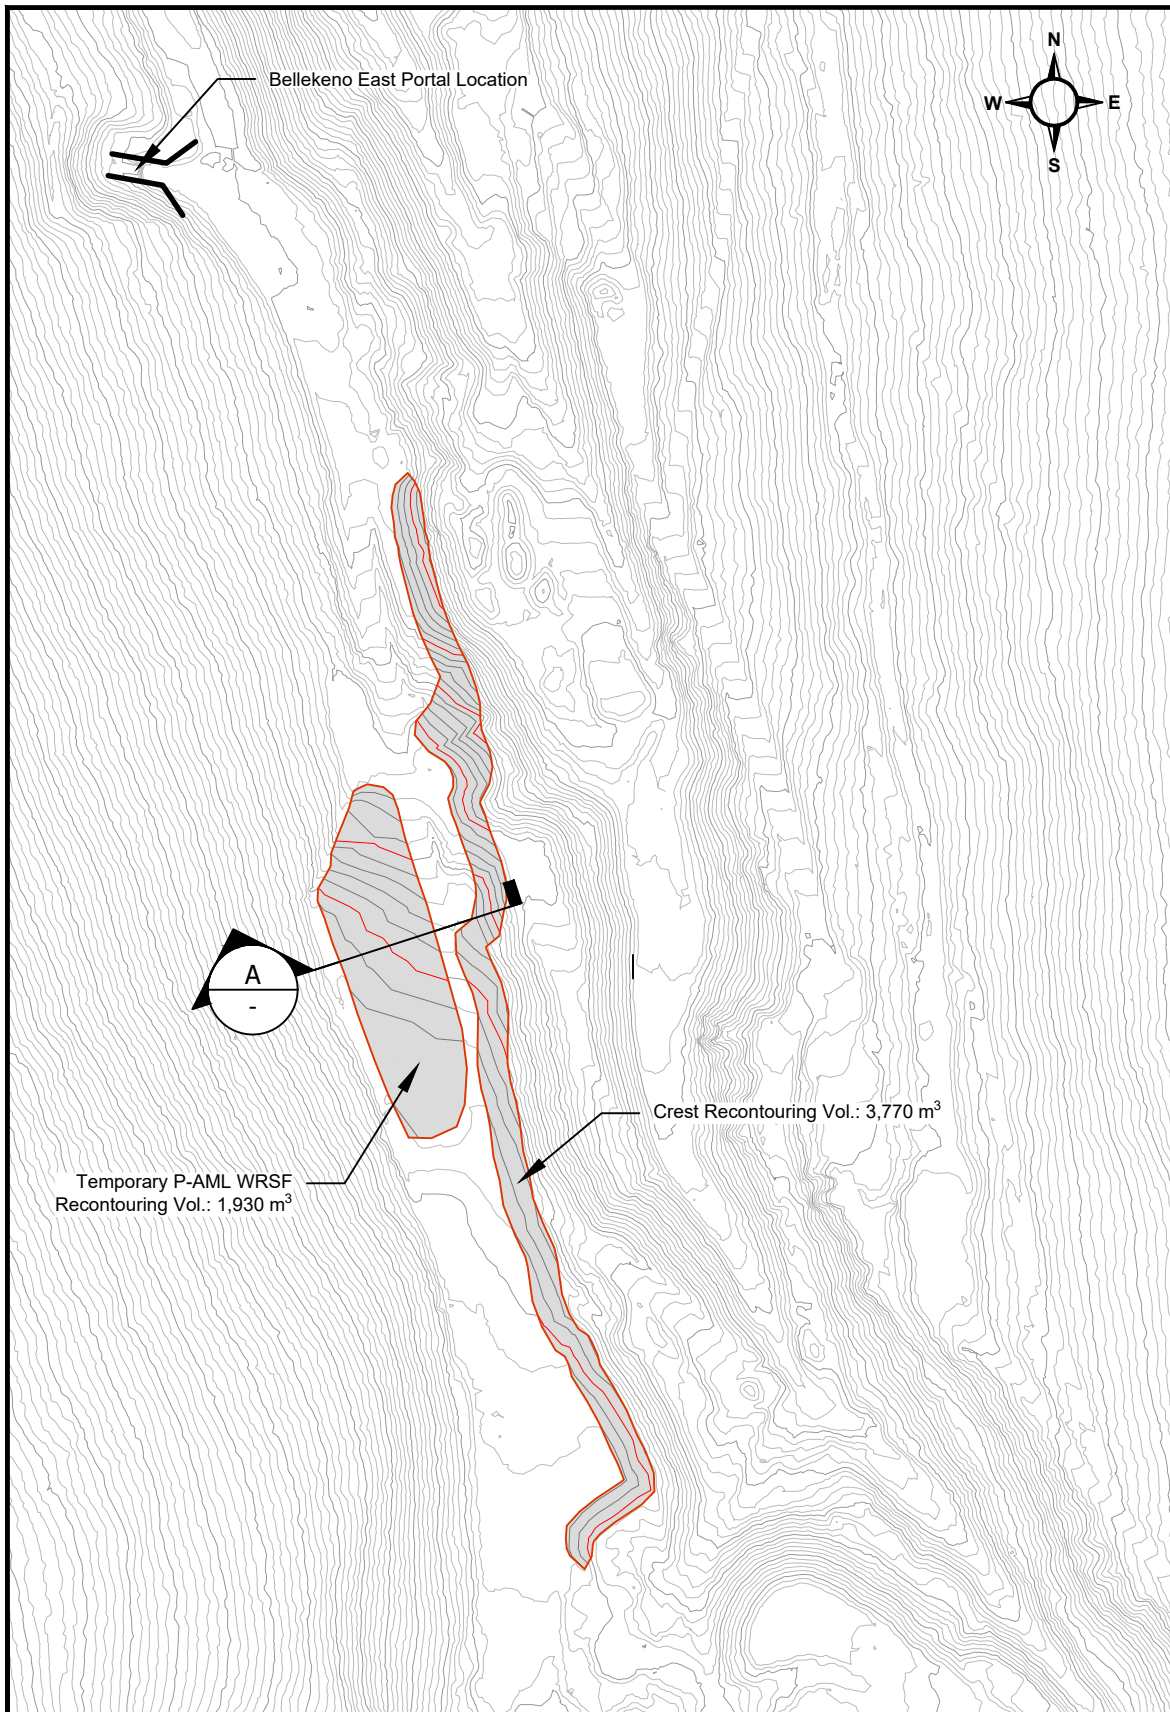 N
Bellekeno East Portal Location
W E
S
A
-
Crest Recontouring Vol.: 3,770 m³
Temporary P-AML WRSF
Recontouring Vol.: 1,930 m³